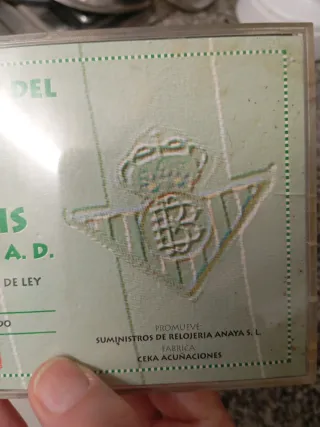 DEL
IS
A. D.
DE LEY
DO
PROMUEVE
SUMINISTROS DE RELOJERIA ANAYA S. L.
FABRICA
CEKA ACUÑACIONES